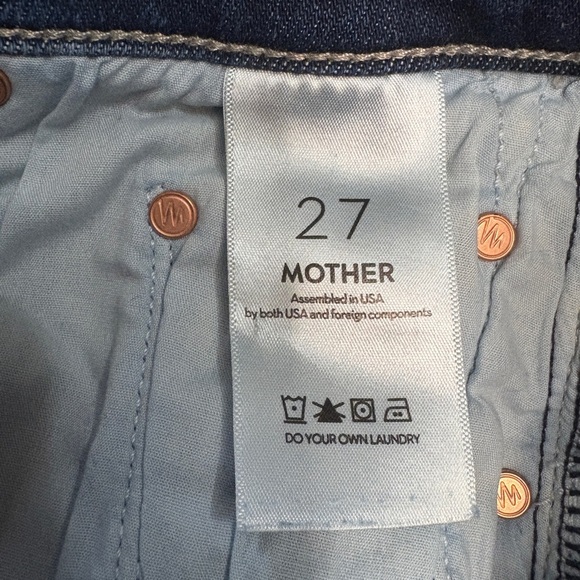 27
MOTHER
Assembled in USA
by both USA and foreign components
DO YOUR OWN LAUNDRY